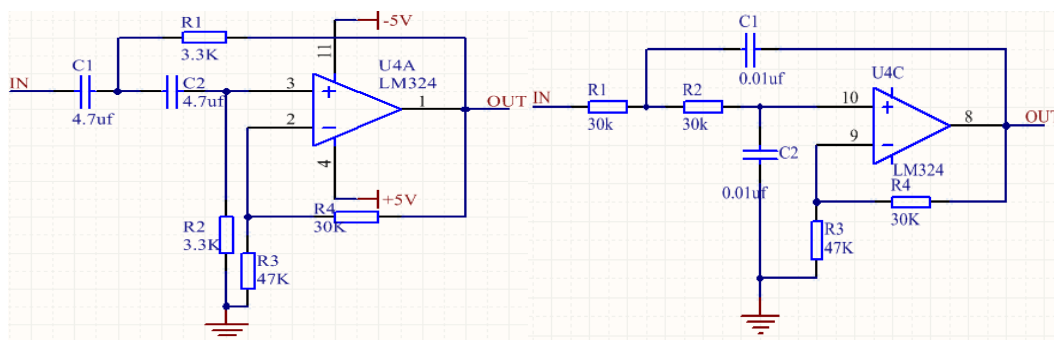 R1
3.3K
-5V
11
C1
4.7uf
C2
4.7uf
U4A
LM324
IN
3
2
1
OUT
4
+5V
R4
30K
R2
3.3K
R3
47K
C1
0.01uf
U4C
LM324
IN
R1
30k
R2
30k
10
9
8
OUT
C2
0.01uf
R4
30K
R3
47K